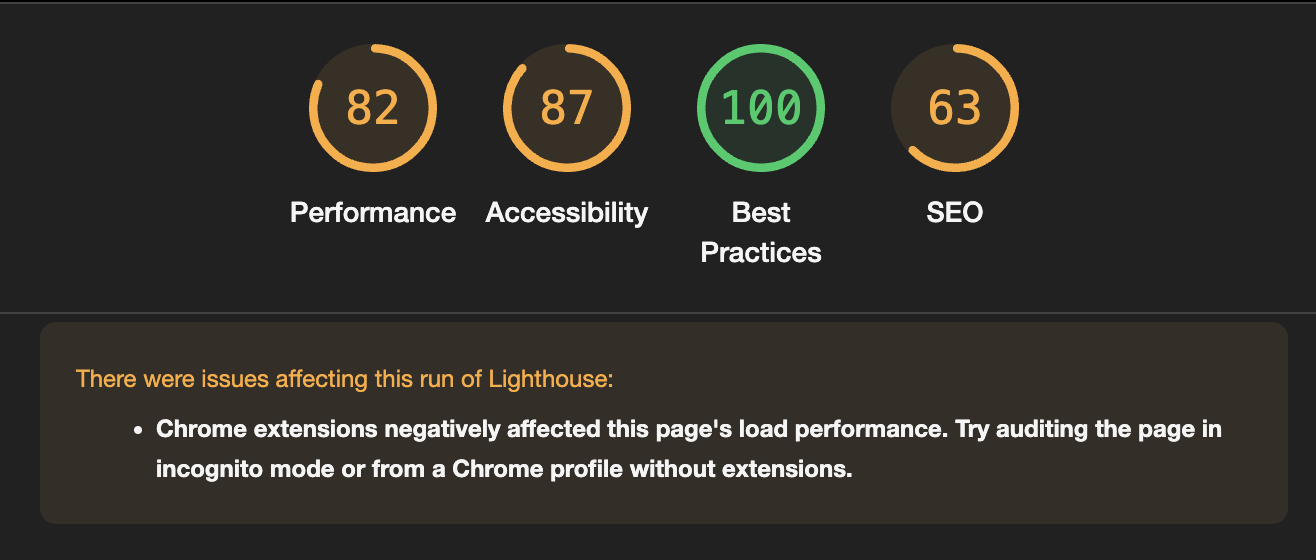 82 87 100 63
Performance Accessibility Best Practices SEO
There were issues affecting this run of Lighthouse:
• Chrome extensions negatively affected this page's load performance. Try auditing the page in
incognito mode or from a Chrome profile without extensions.